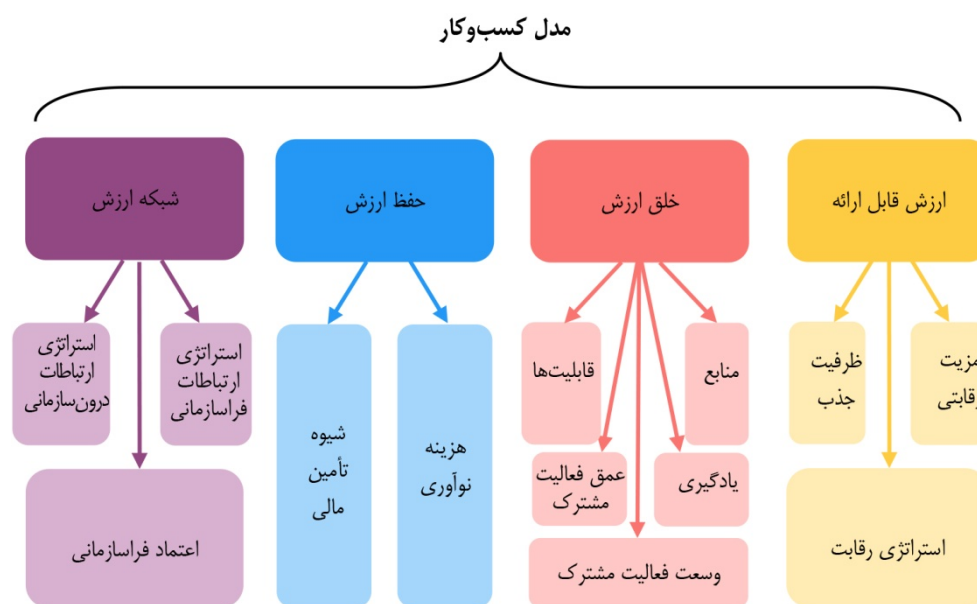 مدل کسب‌وکار
ارزش قابل ارائه
خلق ارزش
حفظ ارزش
شبکه ارزش
مزیت
رقابتی
ظرفیت
جذب
استراتژی رقابت
منابع
قابلیت‌ها
یادگیری
عمق فعالیت
مشترک
وسعت فعالیت مشترک
هزینه
نوآوری
شیوه
تأمین
مالی
استراتژی
ارتباطات
فراسازمانی
استراتژی
ارتباطات
درون‌سازمانی
اعتماد فراسازمانی